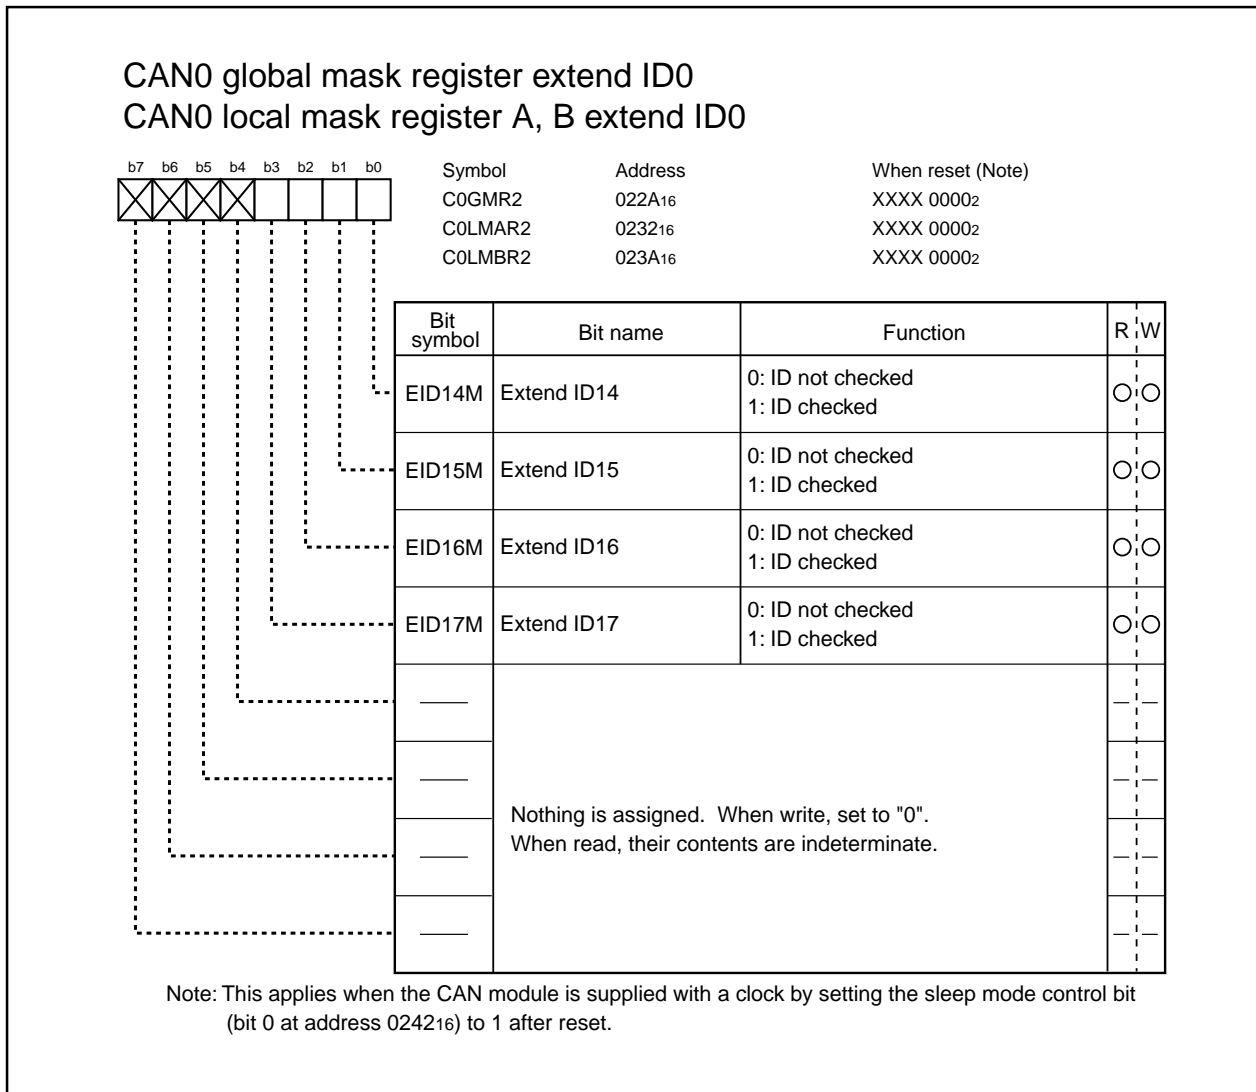 CAN0 global mask register extend ID0
CAN0 local mask register A, B extend ID0
b7 b6 b5 b4 b3 b2 b1 b0
Symbol Address When reset (Note)
C0GMR2 022A16 XXXX 00002
C0LMAR2 023216 XXXX 00002
C0LMBR2 023A16 XXXX 00002
Bit symbol Bit name Function R W
EID14M Extend ID14 0: ID not checked
1: ID checked
EID15M Extend ID15 0: ID not checked
1: ID checked
EID16M Extend ID16 0: ID not checked
1: ID checked
EID17M Extend ID17 0: ID not checked
1: ID checked
Nothing is assigned. When write, set to "0".
When read, their contents are indeterminate.
Note: This applies when the CAN module is supplied with a clock by setting the sleep mode control bit
(bit 0 at address 024216) to 1 after reset.